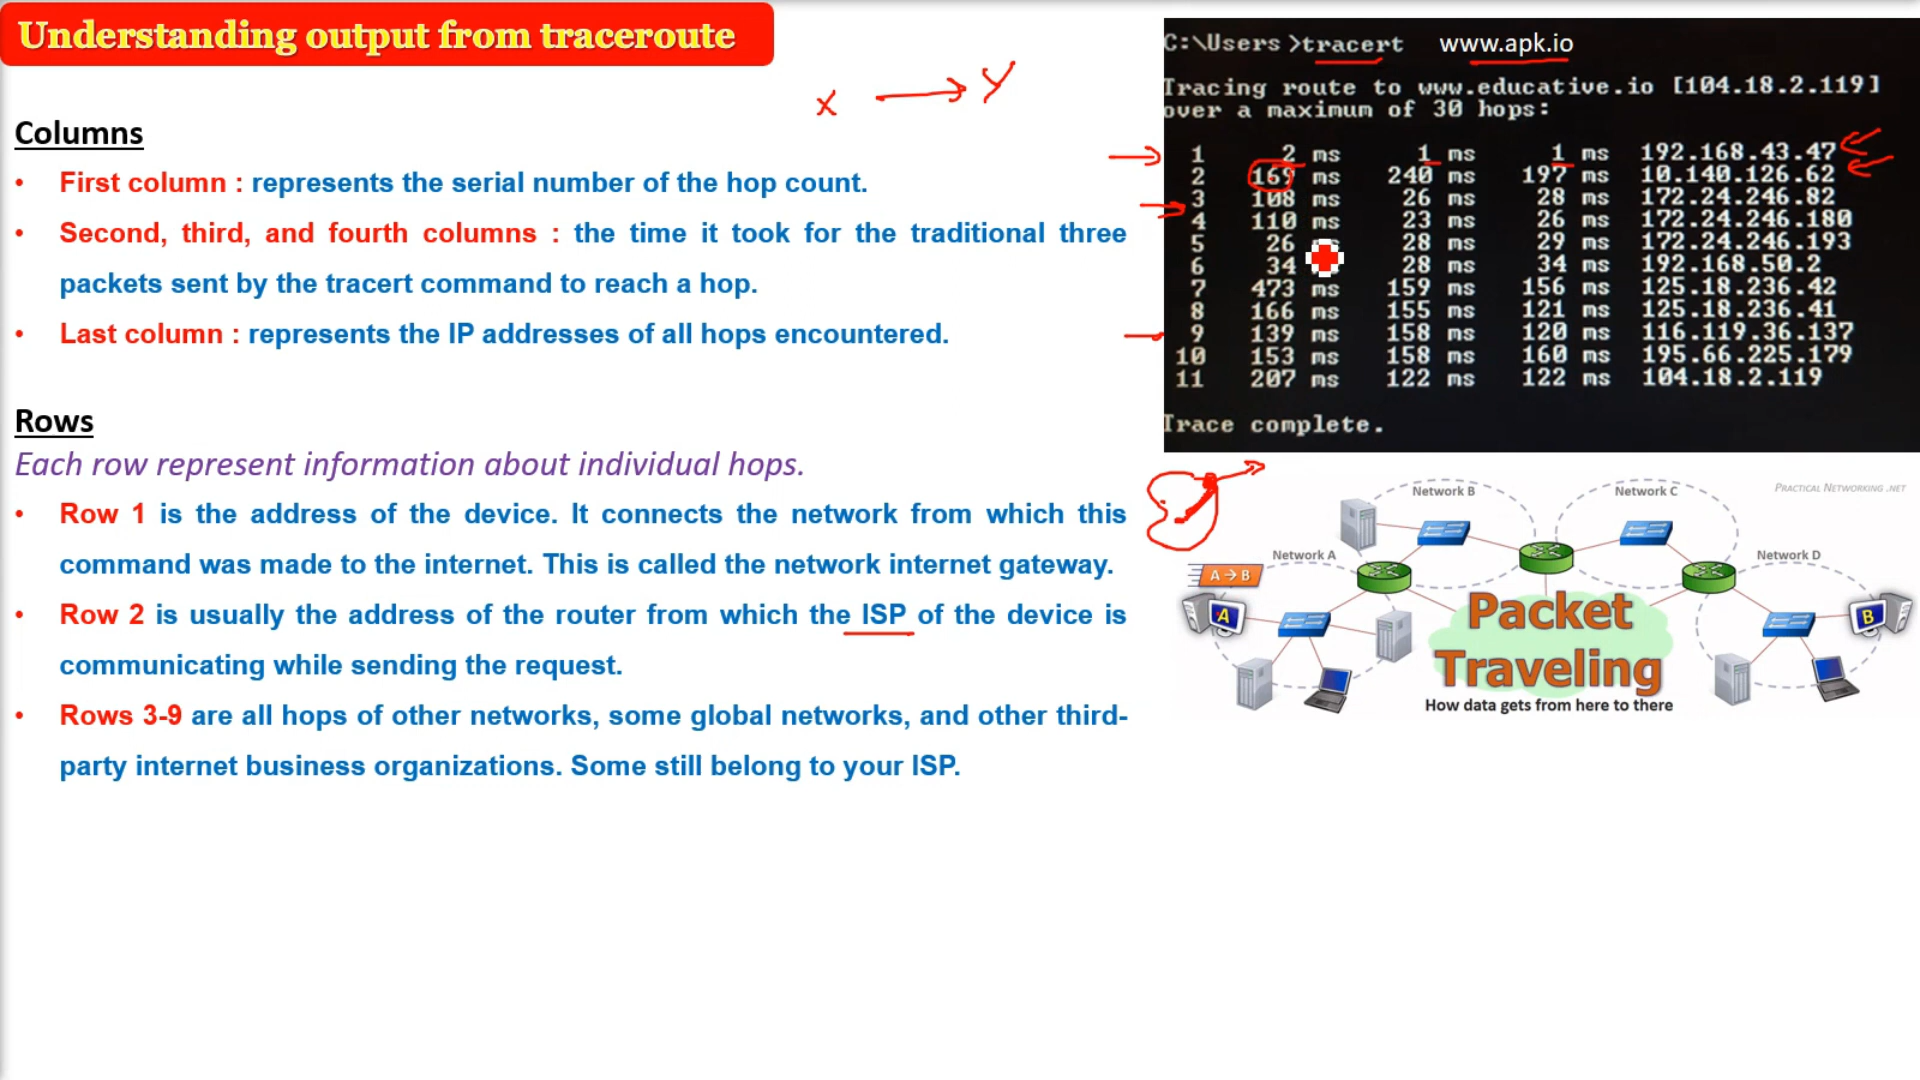 Understanding output from traceroute
x → y
Columns
• First column : represents the serial number of the hop count.
• Second, third, and fourth columns : the time it took for the traditional three
packets sent by the tracert command to reach a hop.
• Last column : represents the IP addresses of all hops encountered.
Rows
Each row represent information about individual hops.
• Row 1 is the address of the device. It connects the network from which this
command was made to the internet. This is called the network internet gateway.
• Row 2 is usually the address of the router from which the ISP of the device is
communicating while sending the request.
• Rows 3-9 are all hops of other networks, some global networks, and other third-
party internet business organizations. Some still belong to your ISP.
C:\Users >tracert www.apk.io
Tracing route to www.educative.io [104.18.2.119]
over a maximum of 30 hops:
1 2 ms 1 ms 1 ms 192.168.43.47
2 169 ms 240 ms 197 ms 10.140.126.62
3 108 ms 26 ms 28 ms 172.24.246.82
4 110 ms 23 ms 26 ms 172.24.246.180
5 26 28 ms 29 ms 172.24.246.193
6 34 28 ms 34 ms 192.168.50.2
7 473 ms 159 ms 156 ms 125.18.236.42
8 166 ms 155 ms 121 ms 125.18.236.41
9 139 ms 158 ms 120 ms 116.119.36.137
10 153 ms 158 ms 160 ms 195.66.225.179
11 207 ms 122 ms 122 ms 104.18.2.119
Trace complete.
PRACTICAL NETWORKING .NET
Network B
Network C
Network A
Network D
A → B
A
B
Packet
Traveling
How data gets from here to there